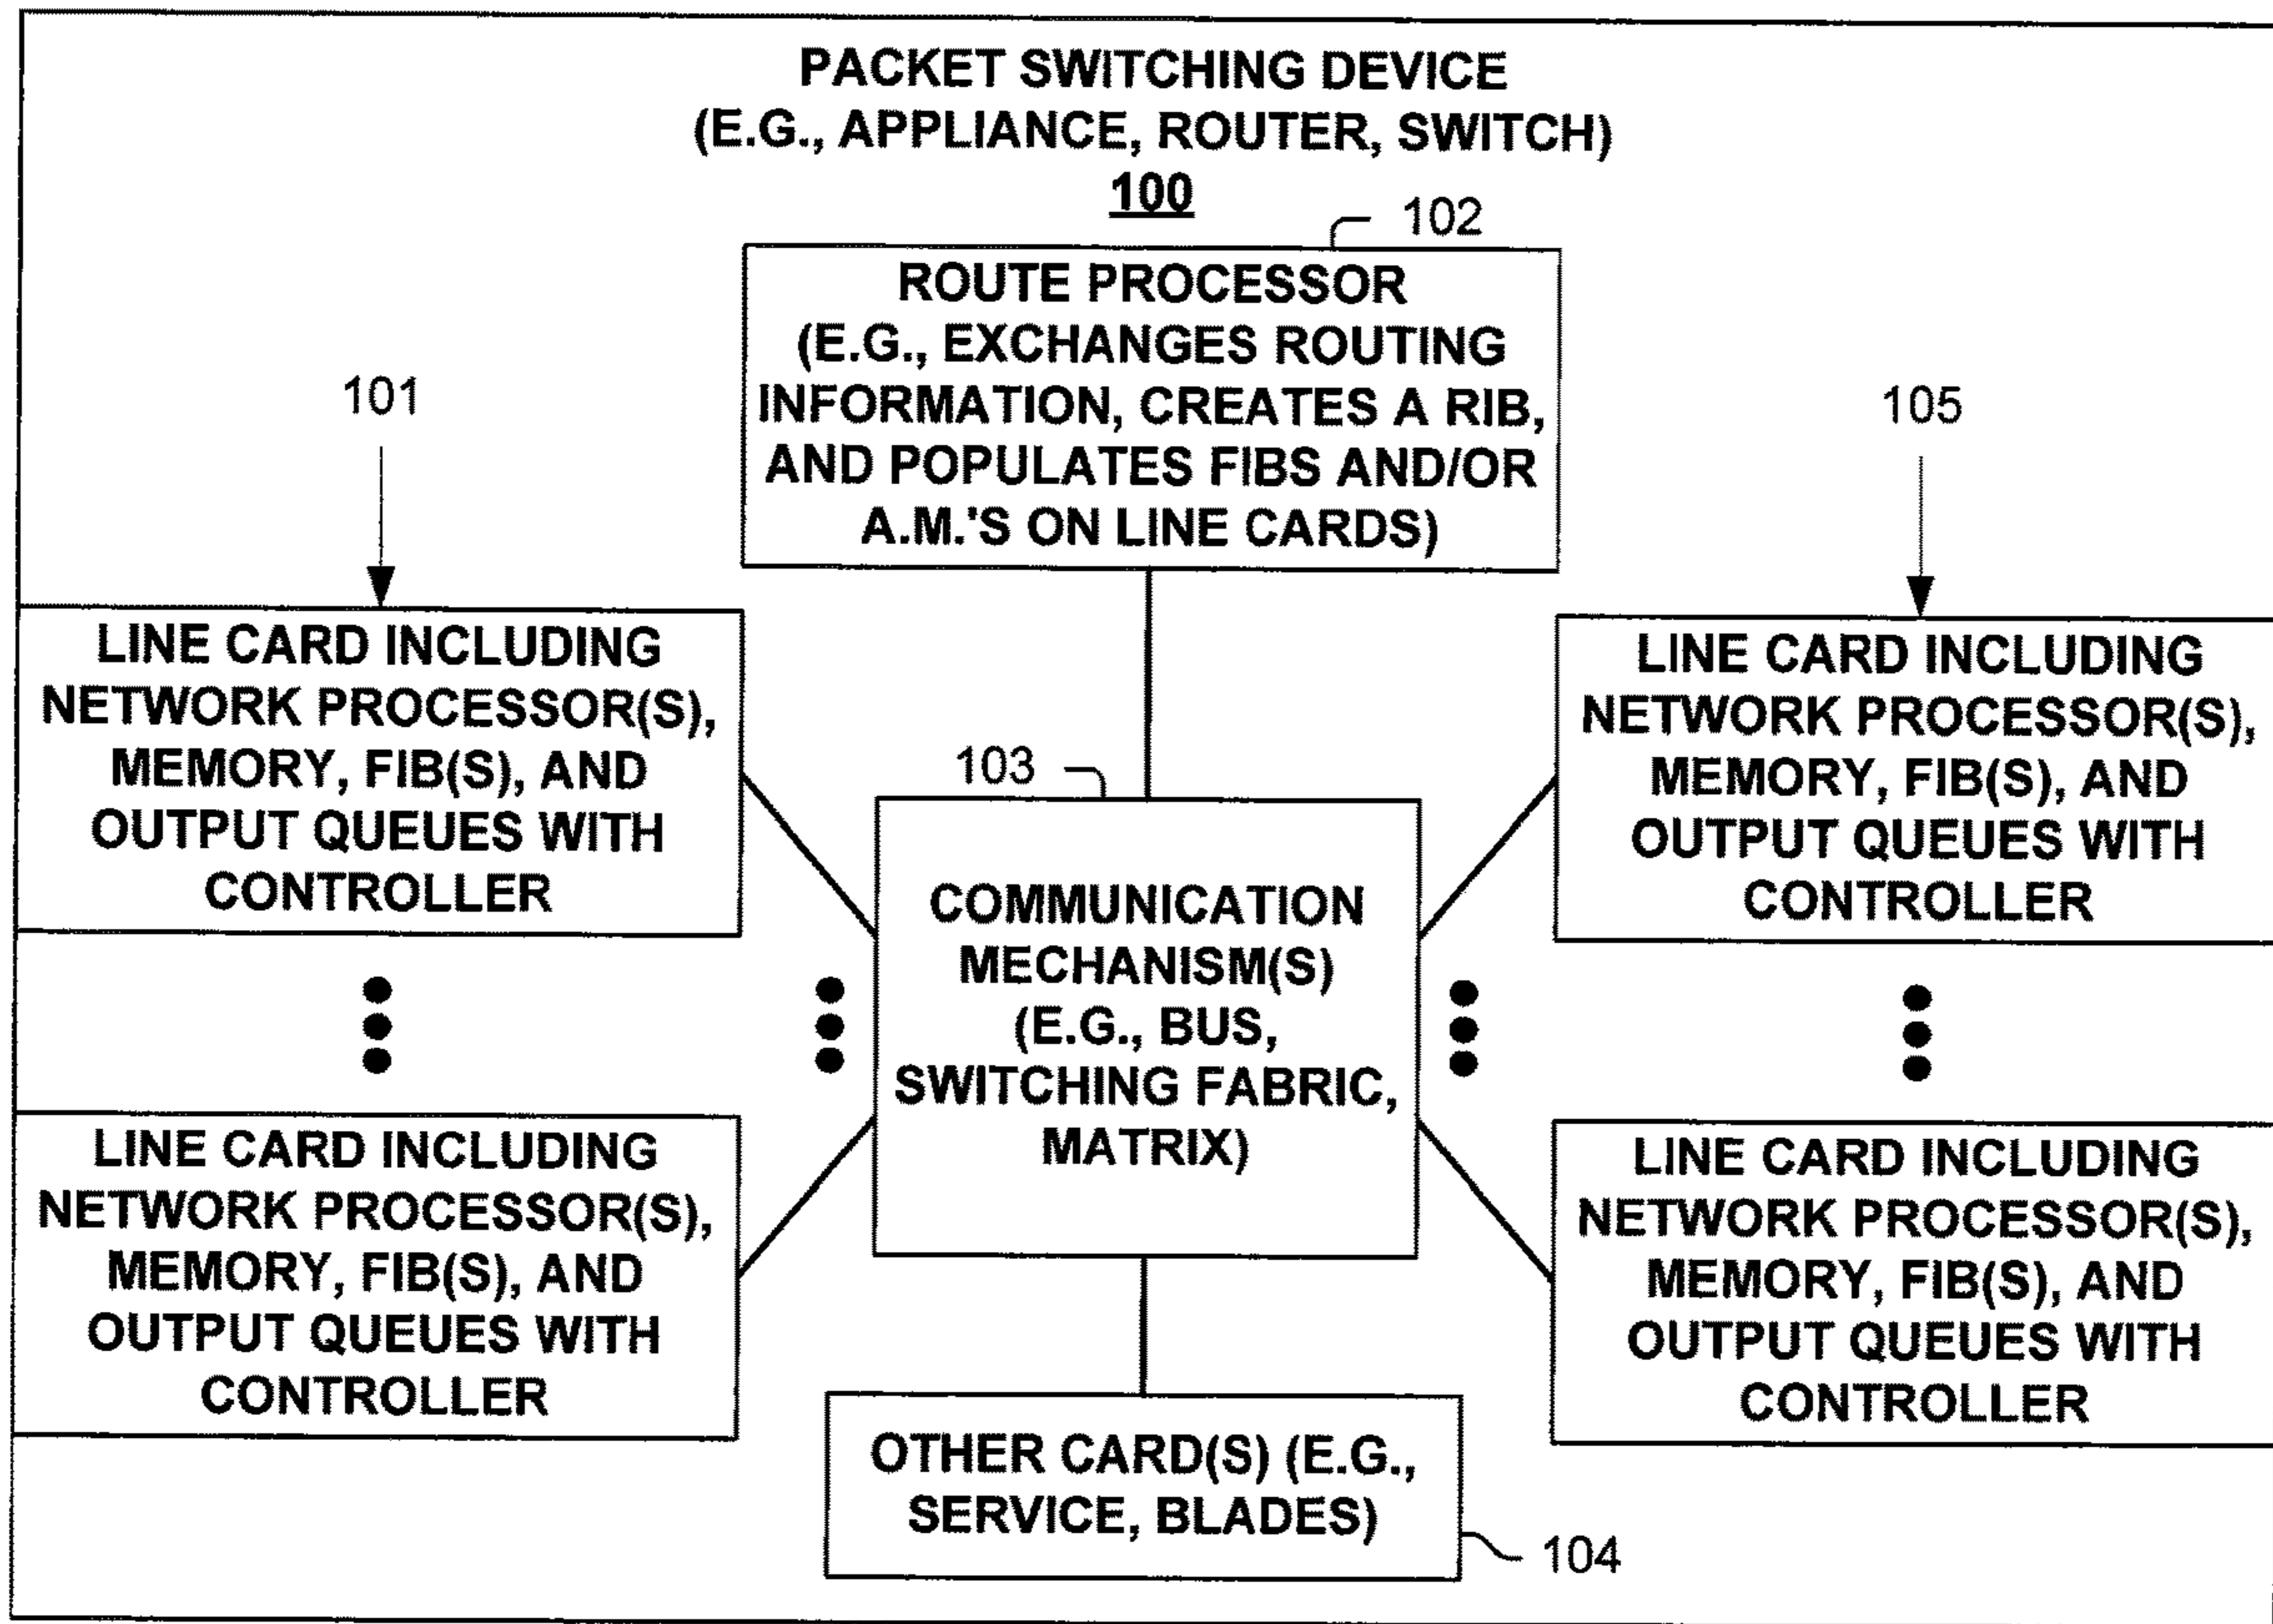 PACKET SWITCHING DEVICE
(E.G., APPLIANCE, ROUTER, SWITCH)
100
102
ROUTE PROCESSOR
(E.G., EXCHANGES ROUTING
INFORMATION, CREATES A RIB,
AND POPULATES FIBS AND/OR
A.M.'S ON LINE CARDS)
101
LINE CARD INCLUDING
NETWORK PROCESSOR(S),
MEMORY, FIB(S), AND
OUTPUT QUEUES WITH
CONTROLLER
105
LINE CARD INCLUDING
NETWORK PROCESSOR(S),
MEMORY, FIB(S), AND
OUTPUT QUEUES WITH
CONTROLLER
103
COMMUNICATION
MECHANISM(S)
(E.G., BUS,
SWITCHING FABRIC,
MATRIX)
LINE CARD INCLUDING
NETWORK PROCESSOR(S),
MEMORY, FIB(S), AND
OUTPUT QUEUES WITH
CONTROLLER
LINE CARD INCLUDING
NETWORK PROCESSOR(S),
MEMORY, FIB(S), AND
OUTPUT QUEUES WITH
CONTROLLER
OTHER CARD(S) (E.G.,
SERVICE, BLADES)
104